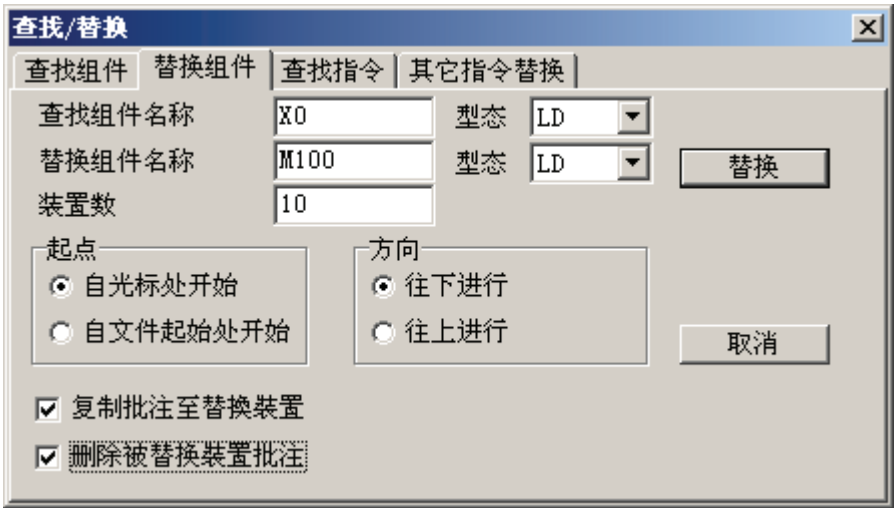 查找/替换
查找组件 替换组件 查找指令 其它指令替换
查找组件名称 X0 型态 LD
替换组件名称 M100 型态 LD 替换
装置数 10
起点 方向
自光标处开始 往下进行
自文件起始处开始 往上进行 取消
复制批注至替换装置
删除被替换装置批注